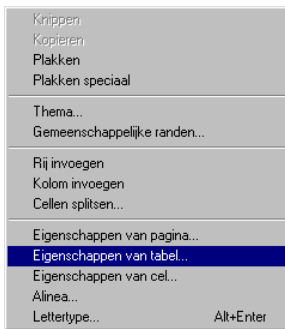 Knippen
Kopieren
Plakken
Plakken speciaal
Thema...
Gemeenschappelijke randen...
Rij invoegen
Kolom invoegen
Cellen splitsen...
Eigenschappen van pagina...
Eigenschappen van tabel...
Eigenschappen van cel...
Alinea...
Lettertype... Alt+Enter